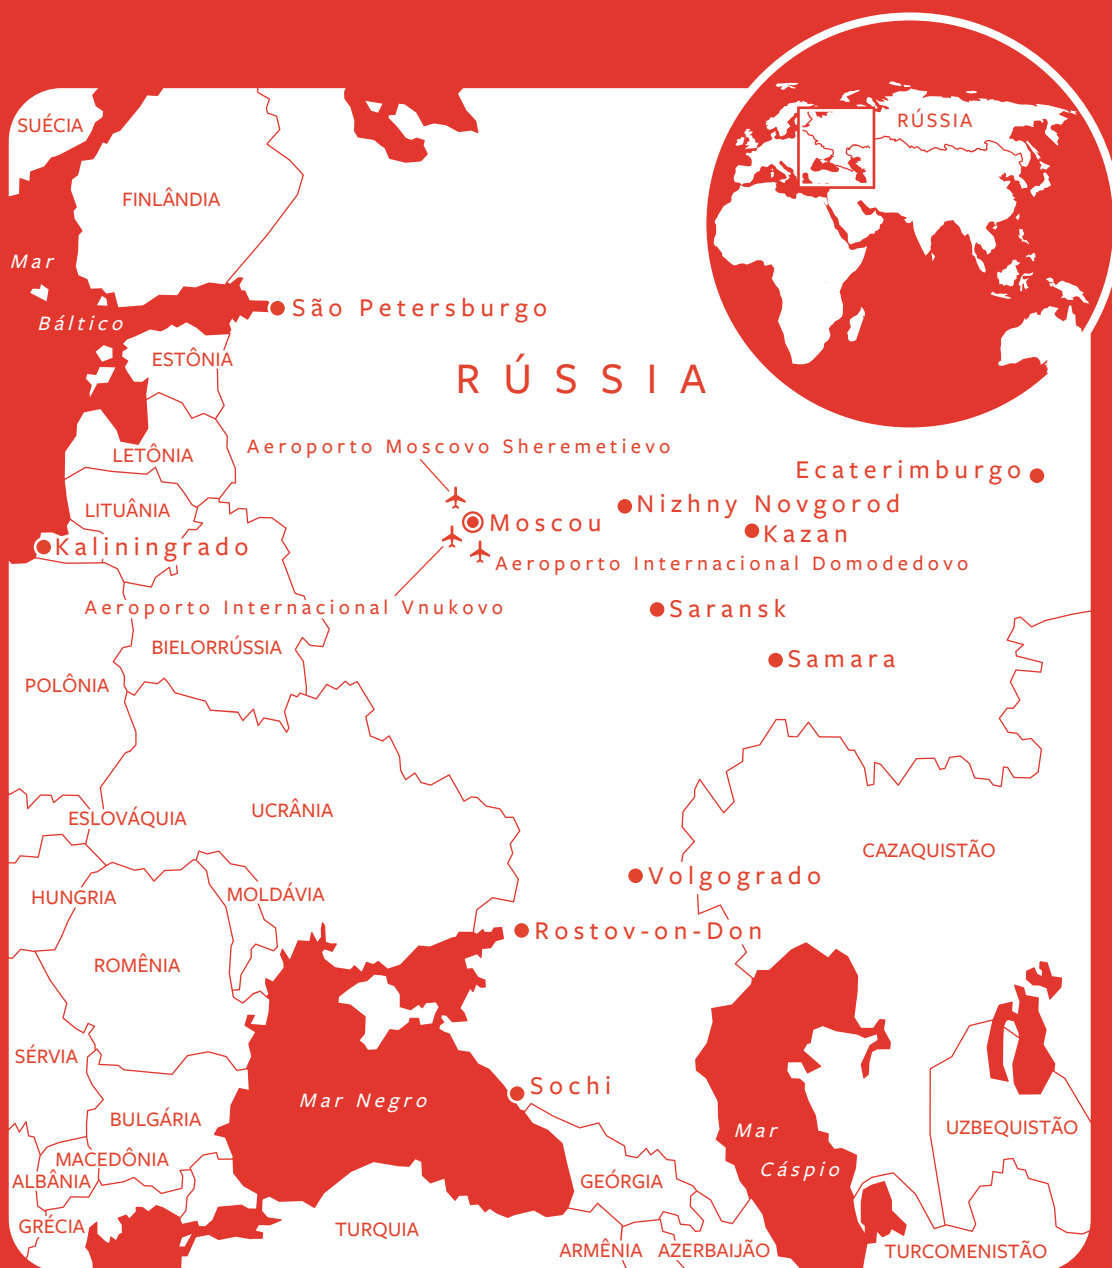 SUÉCIA
RÚSSIA
FINLÂNDIA
Mar
Báltico
São Petersburgo
ESTÔNIA
RÚSSIA
Aeroporto Moscovo Sheremetievo
LETÔNIA
Ecaterimburgo
LITUÂNIA
Nizhny Novgorod
Moscou
Kazan
Kaliningrado
Aeroporto Internacional Domodedovo
Aeroporto Internacional Vnukovo
Saransk
BIELORRÚSSIA
Samara
POLÔNIA
ESLOVÁQUIA
UCRÂNIA
CAZAQUISTÃO
Volgogrado
HUNGRIA
MOLDÁVIA
Rostov-on-Don
ROMÊNIA
SÉRVIA
Sochi
Mar Negro
BULGÁRIA
UZBEQUISTÃO
Mar
Cáspio
MACEDÔNIA
ALBÂNIA
GEÓRGIA
GRÉCIA
TURQUIA
ARMÊNIA
AZERBAIJÃO
TURCOMENISTÃO